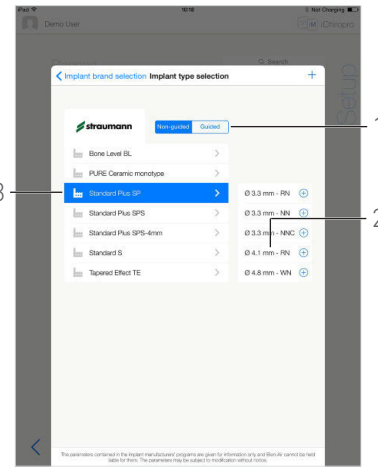 iPad 10:18 Not Charging
Demo User iChiropro
Search
Setup
Implant brand selection Implant type selection +
straumann Non-guided Guided
1
Bone Level BL
PURE Ceramic monotype
3 Standard Plus SP Ø 3.3 mm - RN
Standard Plus SPS Ø 3.3 mm - NN
2
Standard Plus SPS-4mm Ø 3.3 mm - NNC
Standard S Ø 4.1 mm - RN
Tapered Effect TE Ø 4.8 mm - WN
The parameters contained in the implant manufacturers' programs are given for information only and Bien-Air cannot be held
liable for them. The parameters may be subject to modification without notice.